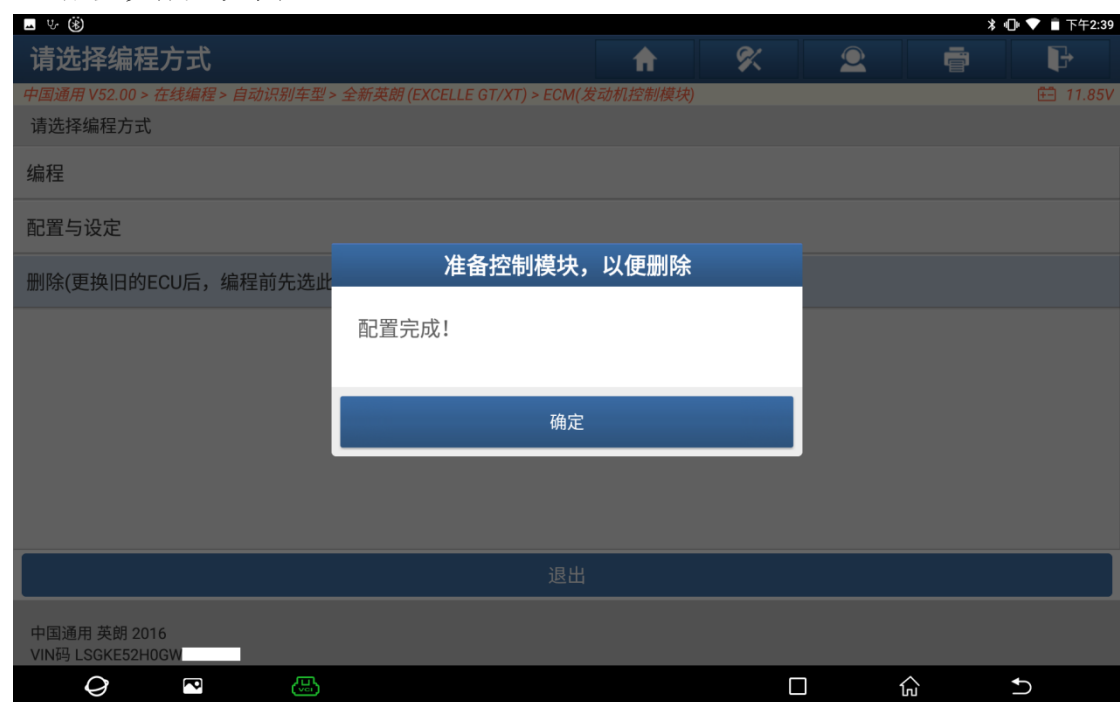 下午2:39
请选择编程方式
中国通用 V52.00 > 在线编程 > 自动识别车型 > 全新英朗 (EXCELLE GT/XT) > ECM(发动机控制模块)
11.85V
请选择编程方式
编程
配置与设定
删除(更换旧的ECU后，编程前先选此
准备控制模块，以便删除
配置完成！
确定
退出
中国通用 英朗 2016
VIN码 LSGKE52H0GW
VCI